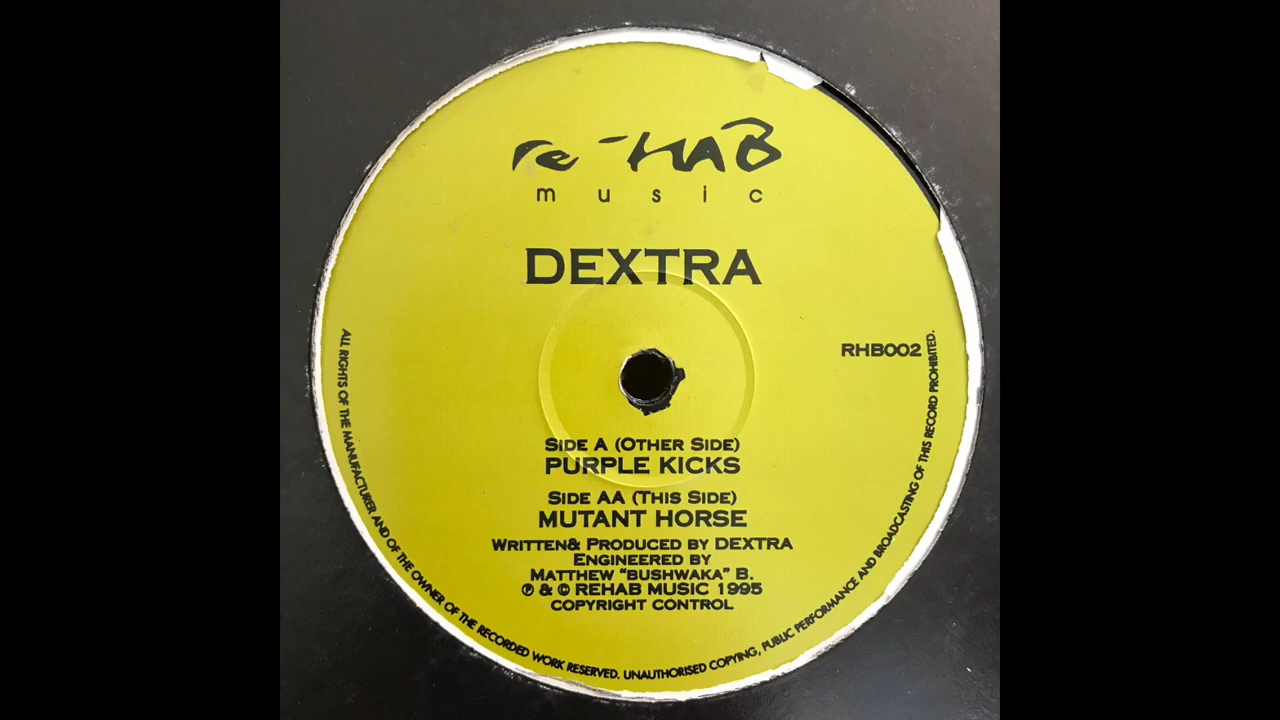 re-HAB
music
DEXTRA
RHB002
SIDE A (OTHER SIDE)
PURPLE KICKS
SIDE AA (THIS SIDE)
MUTANT HORSE
WRITTEN& PRODUCED BY DEXTRA
ENGINEERED BY
MATTHEW "BUSHWAKA" B.
℗ & © REHAB MUSIC 1995
COPYRIGHT CONTROL
ALL RIGHTS OF THE MANUFACTURER AND OF THE OWNER OF THE RECORDED WORK RESERVED. UNAUTHORISED COPYING, PUBLIC PERFORMANCE AND BROADCASTING OF THIS RECORD PROHIBITED.